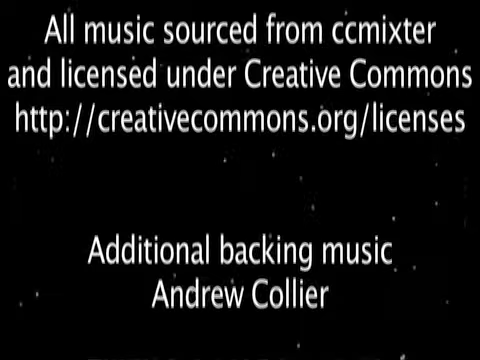 All music sourced from ccmixter
and licensed under Creative Commons
http://creativecommons.org/licenses
Additional backing music
Andrew Collier